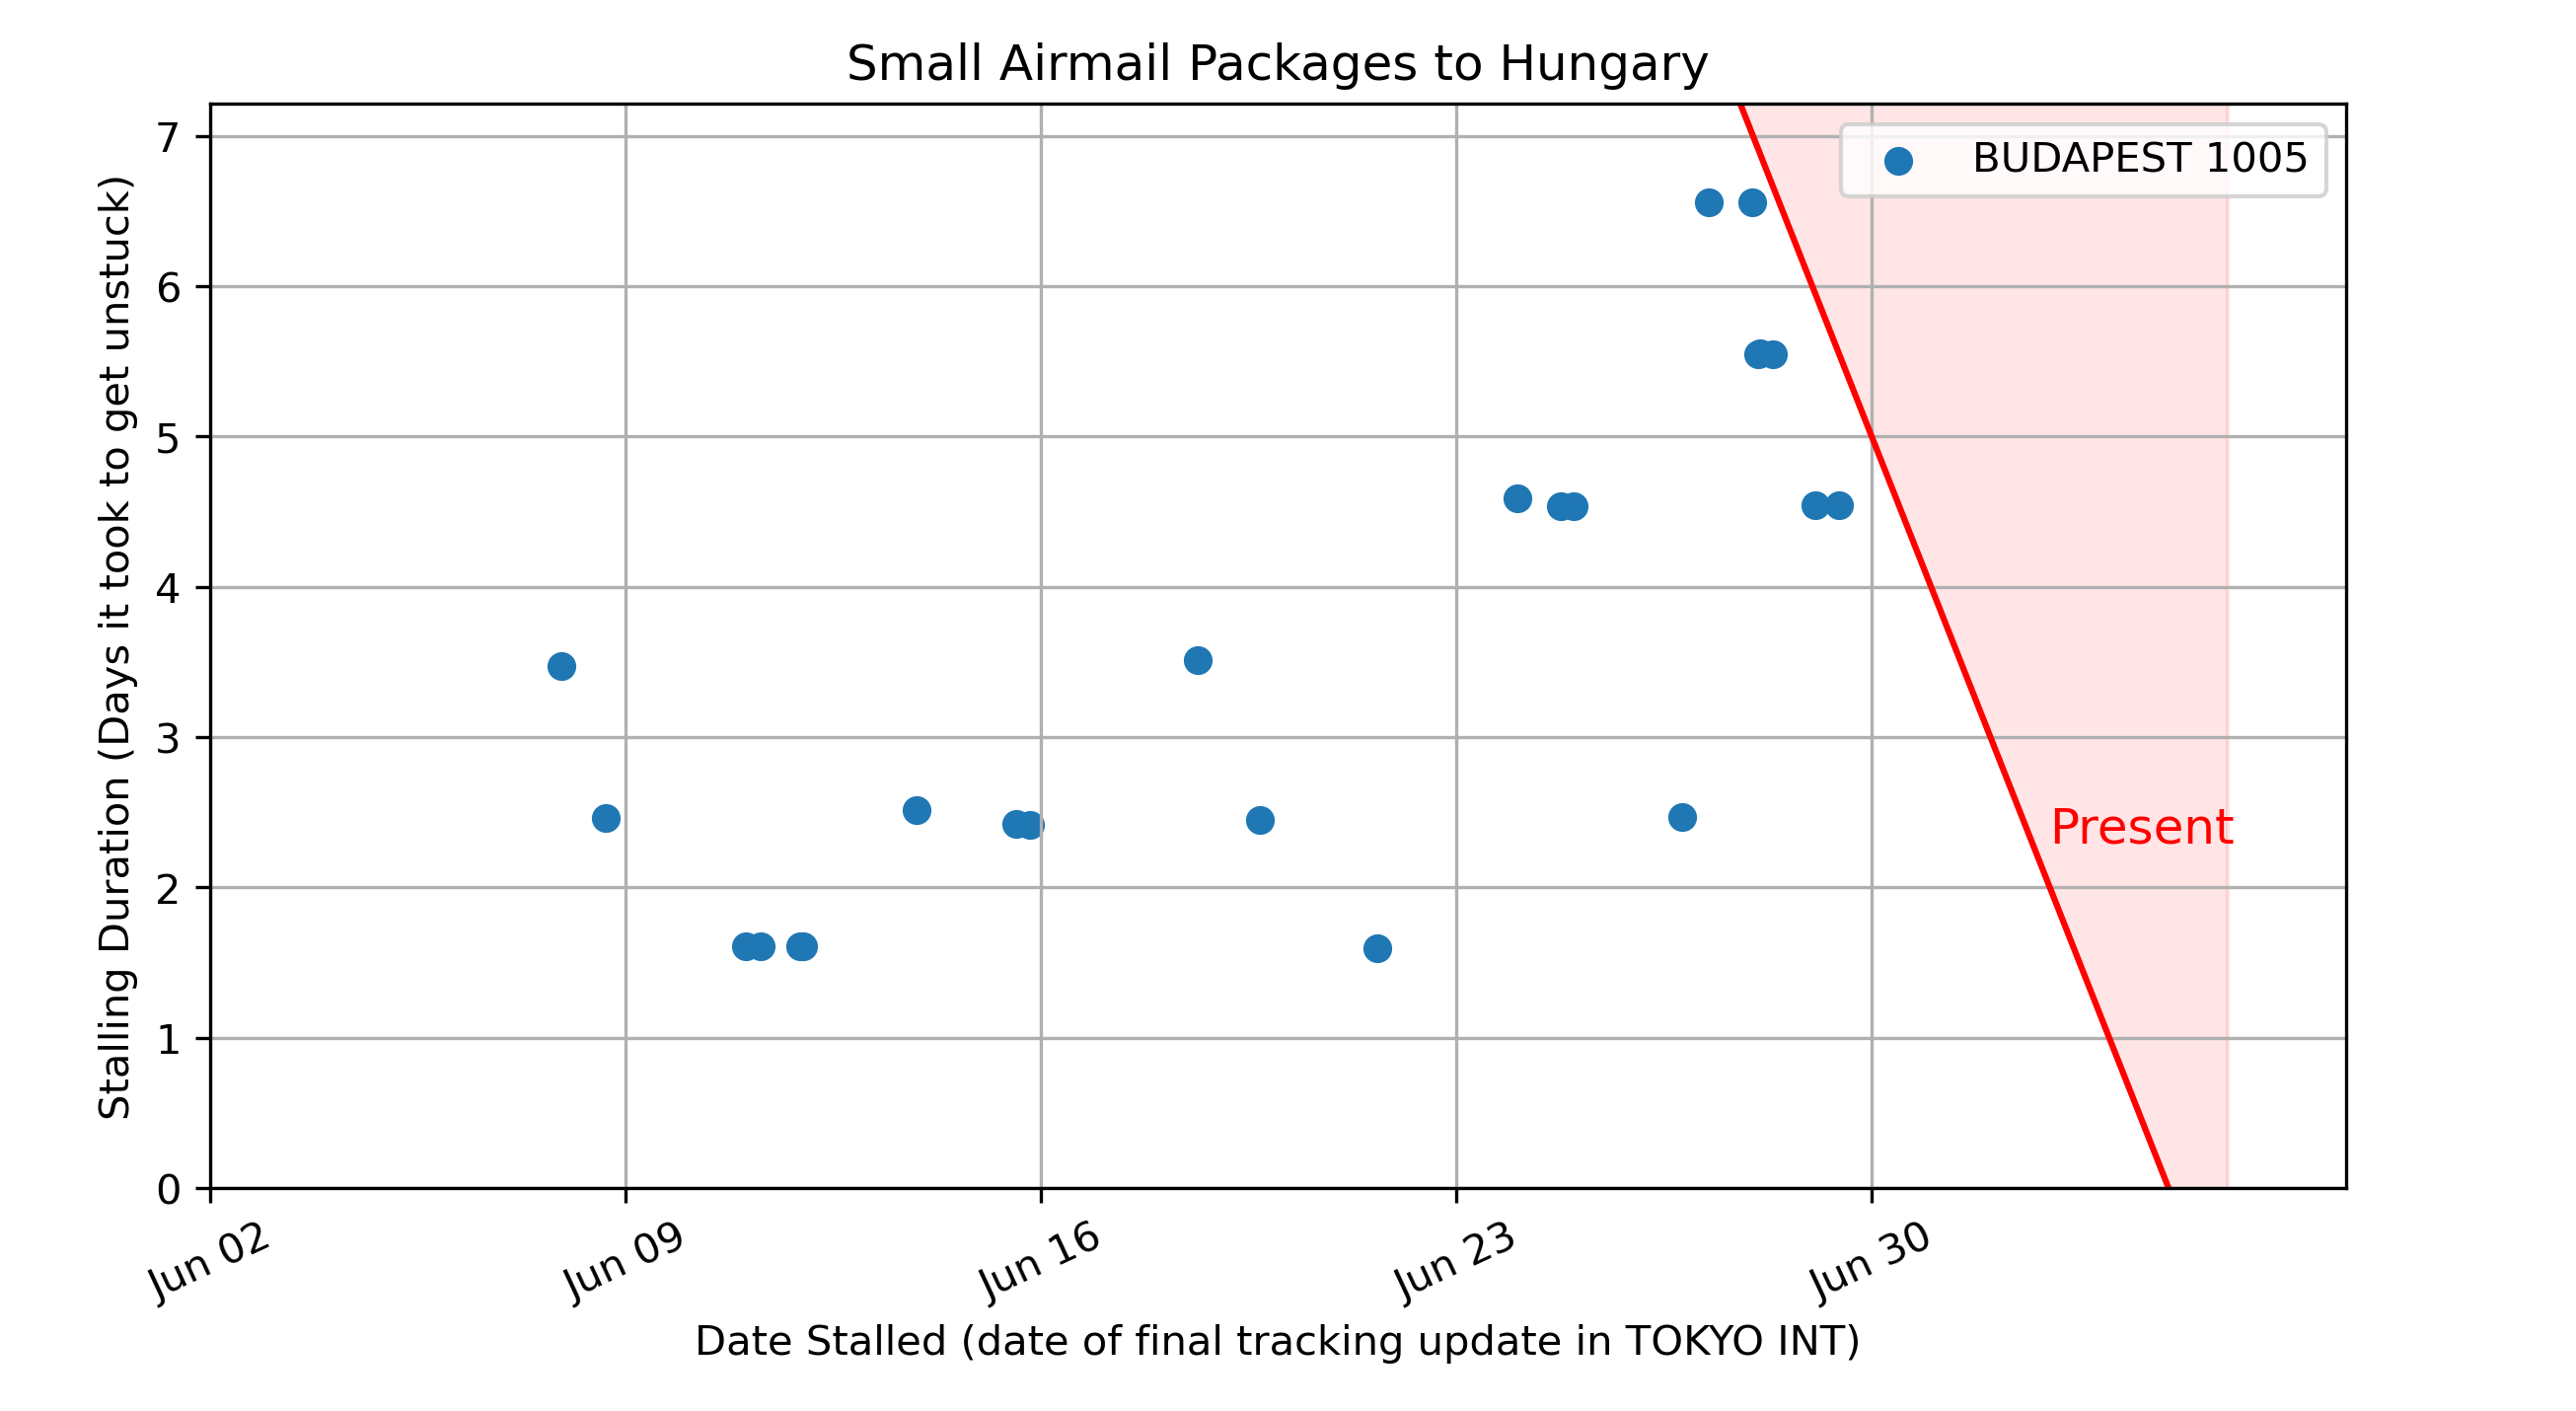 Small Airmail Packages to Hungary
BUDAPEST 1005
Stalling Duration (Days it took to get unstuck)
7
6
5
4
3
2
1
0
Present
Jun 02
Jun 09
Jun 16
Jun 23
Jun 30
Date Stalled (date of final tracking update in TOKYO INT)